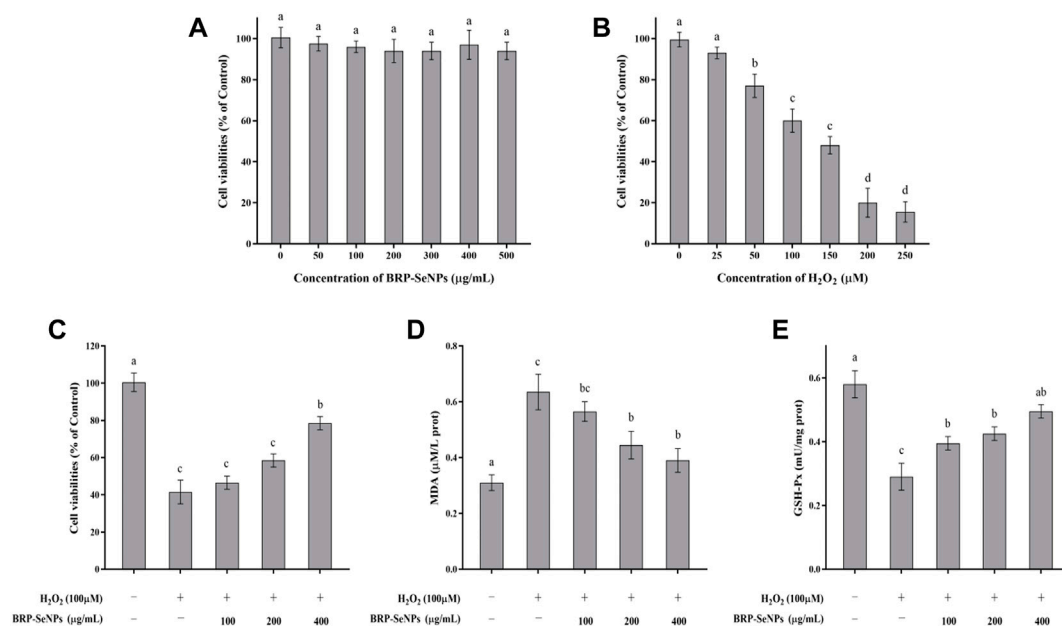 A
Cell viabilities (% of Control)
100
80
60
40
20
0
a a a a a a a
0 50 100 200 300 400 500
Concentration of BRP-SeNPs (μg/mL)
B
Cell viabilities (% of Control)
100
80
60
40
20
0
a a b c c d d
0 25 50 100 150 200 250
Concentration of H₂O₂ (μM)
C
Cell viabilities (% of Control)
120
100
80
60
40
20
0
a c c c b
H₂O₂ (100μM) − + + + +
BRP-SeNPs (μg/mL) − − 100 200 400
D
MDA (μM/L prot)
0.8
0.6
0.4
0.2
0.0
a c bc b b
H₂O₂ (100μM) − + + + +
BRP-SeNPs (μg/mL) − − 100 200 400
E
GSH-Px (mU/mg prot)
0.6
0.4
0.2
0.0
a c b b ab
H₂O₂ (100μM) − + + + +
BRP-SeNPs (μg/mL) − − 100 200 400